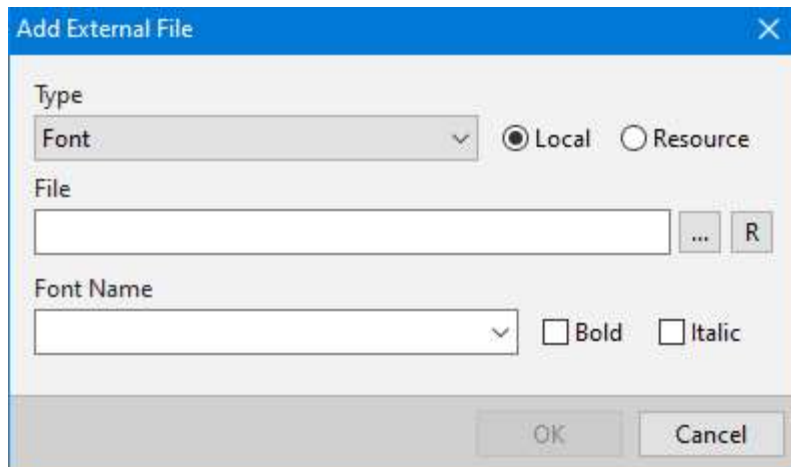 Add External File
Type
Font Local Resource
File
... R
Font Name
Bold Italic
OK Cancel